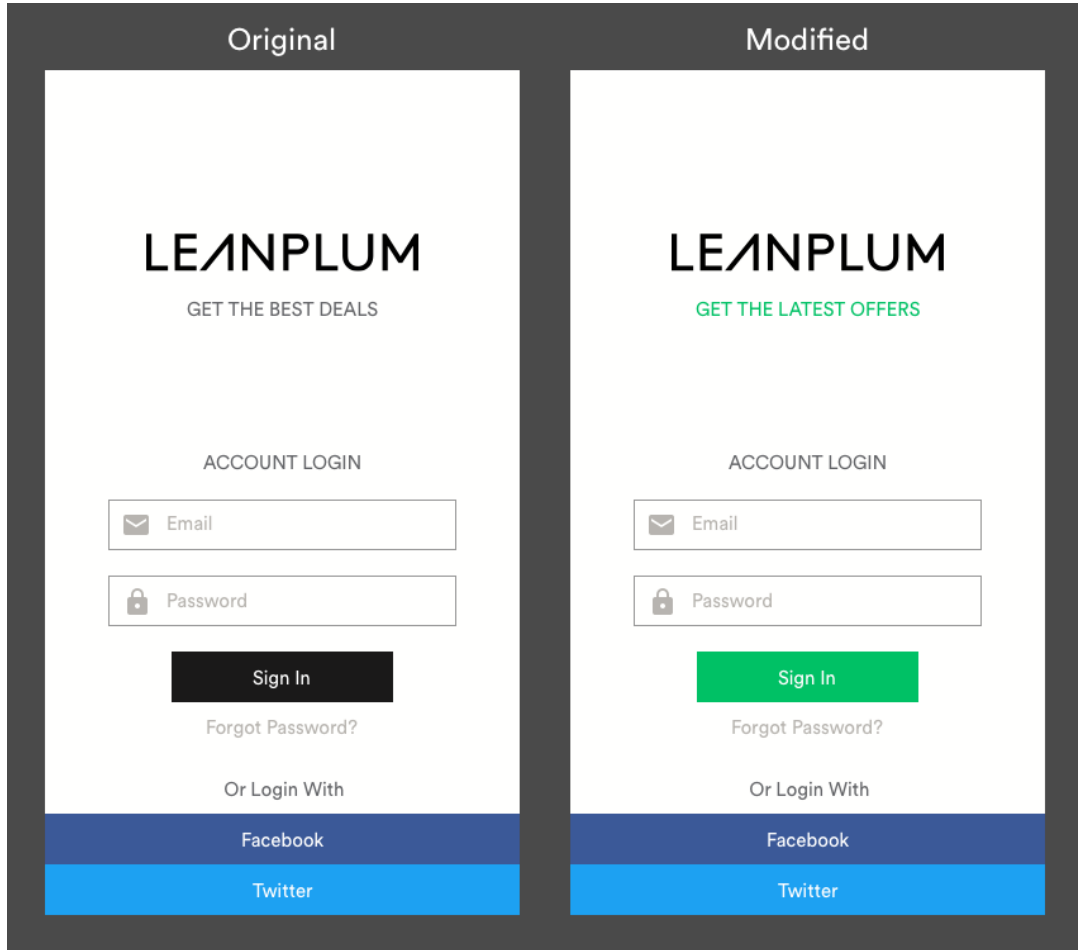 Original
LEANPLUM
GET THE BEST DEALS
ACCOUNT LOGIN
Email
Password
Sign In
Forgot Password?
Or Login With
Facebook
Twitter
Modified
LEANPLUM
GET THE LATEST OFFERS
ACCOUNT LOGIN
Email
Password
Sign In
Forgot Password?
Or Login With
Facebook
Twitter